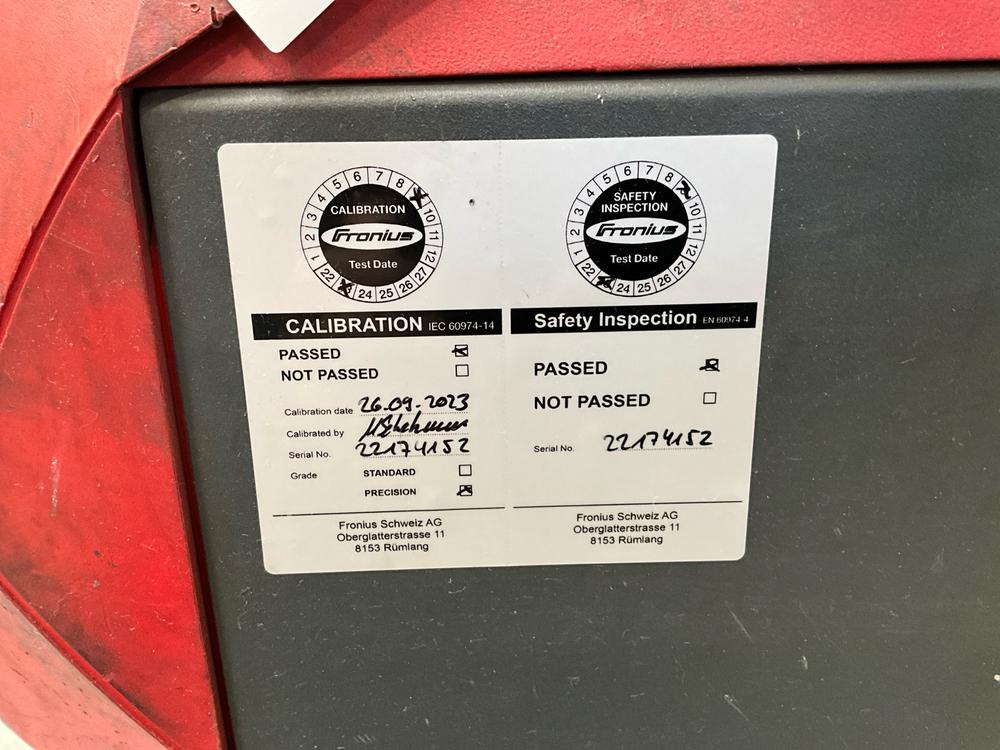 1 2 3 4 5 6 7 8 10 11 12
22 24 25 26 27
CALIBRATION
Fronius
Test Date
CALIBRATION IEC 60974-14
PASSED
NOT PASSED
Calibration date 26.09.2023
Calibrated by
Serial No. 22174152
Grade STANDARD
PRECISION
Fronius Schweiz AG
Oberglatterstrasse 11
8153 Rümlang
1 2 3 4 5 6 7 8 10 11 12
22 24 25 26 27
SAFETY
INSPECTION
Fronius
Test Date
Safety Inspection EN 60974-4
PASSED
NOT PASSED
Serial No. 22174152
Fronius Schweiz AG
Oberglatterstrasse 11
8153 Rümlang